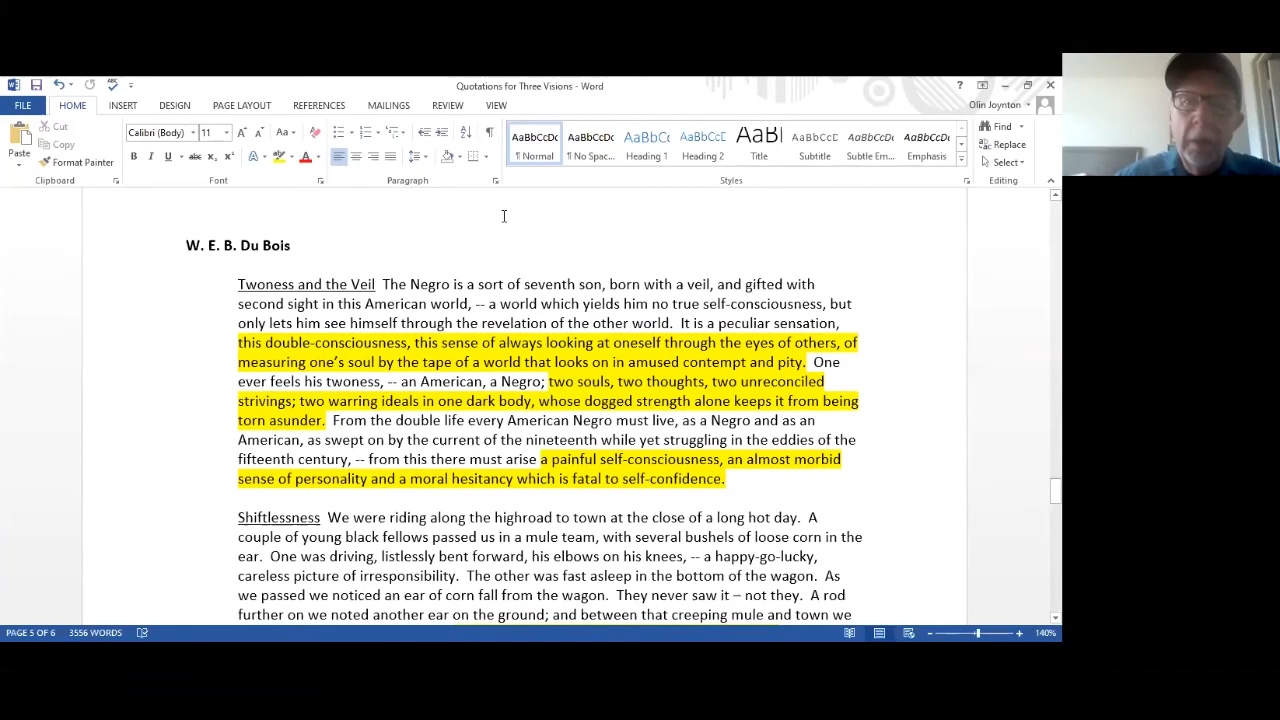 Quotations for Three Visions - Word
FILE HOME INSERT DESIGN PAGE LAYOUT REFERENCES MAILINGS REVIEW VIEW Olin Joynton
Paste Cut Copy Format Painter
Calibri (Body) 11
AaBbCcDc AaBbCcDc AaBbCc AaBbCcD AaB AaBbCcD AaBbCcDc AaBbCcDc
¶ Normal ¶ No Spac... Heading 1 Heading 2 Title Subtitle Subtle Em... Emphasis
Find Replace Select
Clipboard Font Paragraph Styles Editing
W. E. B. Du Bois
Twoness and the Veil The Negro is a sort of seventh son, born with a veil, and gifted with
second sight in this American world, -- a world which yields him no true self-consciousness, but
only lets him see himself through the revelation of the other world. It is a peculiar sensation,
this double-consciousness, this sense of always looking at oneself through the eyes of others, of
measuring one's soul by the tape of a world that looks on in amused contempt and pity. One
ever feels his twoness, -- an American, a Negro; two souls, two thoughts, two unreconciled
strivings; two warring ideals in one dark body, whose dogged strength alone keeps it from being
torn asunder. From the double life every American Negro must live, as a Negro and as an
American, as swept on by the current of the nineteenth while yet struggling in the eddies of the
fifteenth century, -- from this there must arise a painful self-consciousness, an almost morbid
sense of personality and a moral hesitancy which is fatal to self-confidence.
Shiftlessness We were riding along the highroad to town at the close of a long hot day. A
couple of young black fellows passed us in a mule team, with several bushels of loose corn in the
ear. One was driving, listlessly bent forward, his elbows on his knees, -- a happy-go-lucky,
careless picture of irresponsibility. The other was fast asleep in the bottom of the wagon. As
we passed we noticed an ear of corn fall from the wagon. They never saw it – not they. A rod
further on we noted another ear on the ground; and between that creeping mule and town we
PAGE 5 OF 6 3556 WORDS 140%